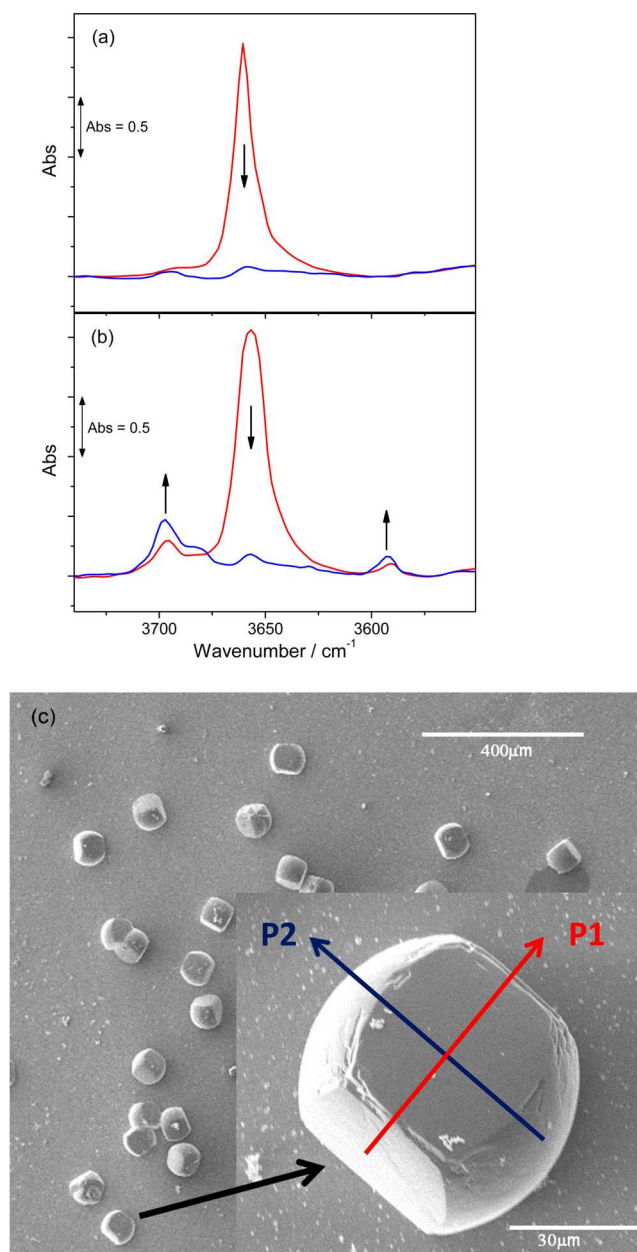 (a)
Abs = 0.5
Abs
(b)
Abs = 0.5
Abs
3700 3650 3600
Wavenumber / cm⁻¹
(c)
400μm
P2 P1
30μm